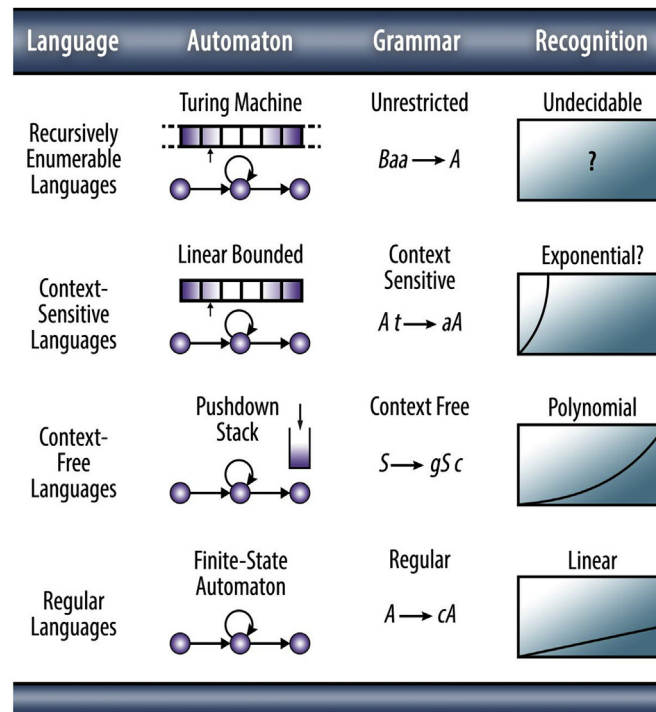 Language Automaton Grammar Recognition
Recursively
Enumerable
Languages
Turing Machine
Unrestricted
Baa → A
Undecidable
?
Context-
Sensitive
Languages
Linear Bounded
Context
Sensitive
A t → aA
Exponential?
Context-
Free
Languages
Pushdown
Stack
Context Free
S → gS c
Polynomial
Regular
Languages
Finite-State
Automaton
Regular
A → cA
Linear